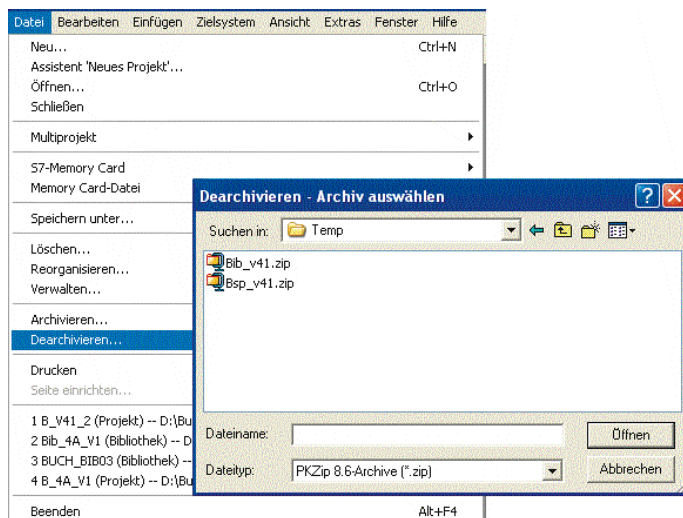 Datei Bearbeiten Einfügen Zielsystem Ansicht Extras Fenster Hilfe
Neu... Ctrl+N
Assistent 'Neues Projekt'...
Öffnen... Ctrl+O
Schließen
Multiprojekt
S7-Memory Card
Memory Card-Datei
Speichern unter...
Löschen...
Reorganisieren...
Verwalten...
Archivieren...
Dearchivieren...
Drucken
Seite einrichten...
1 B_V41_2 (Projekt) -- D:\Bu
2 Bib_4A_V1 (Bibliothek) -- D
3 BUCH_BIB03 (Bibliothek) --
4 B_4A_V1 (Projekt) -- D:\Bu
Beenden Alt+F4
Dearchivieren - Archiv auswählen
Suchen in: Temp
Bib_v41.zip
Bsp_v41.zip
Dateiname: Öffnen
Dateityp: PKZip 8.6-Archive (*.zip) Abbrechen